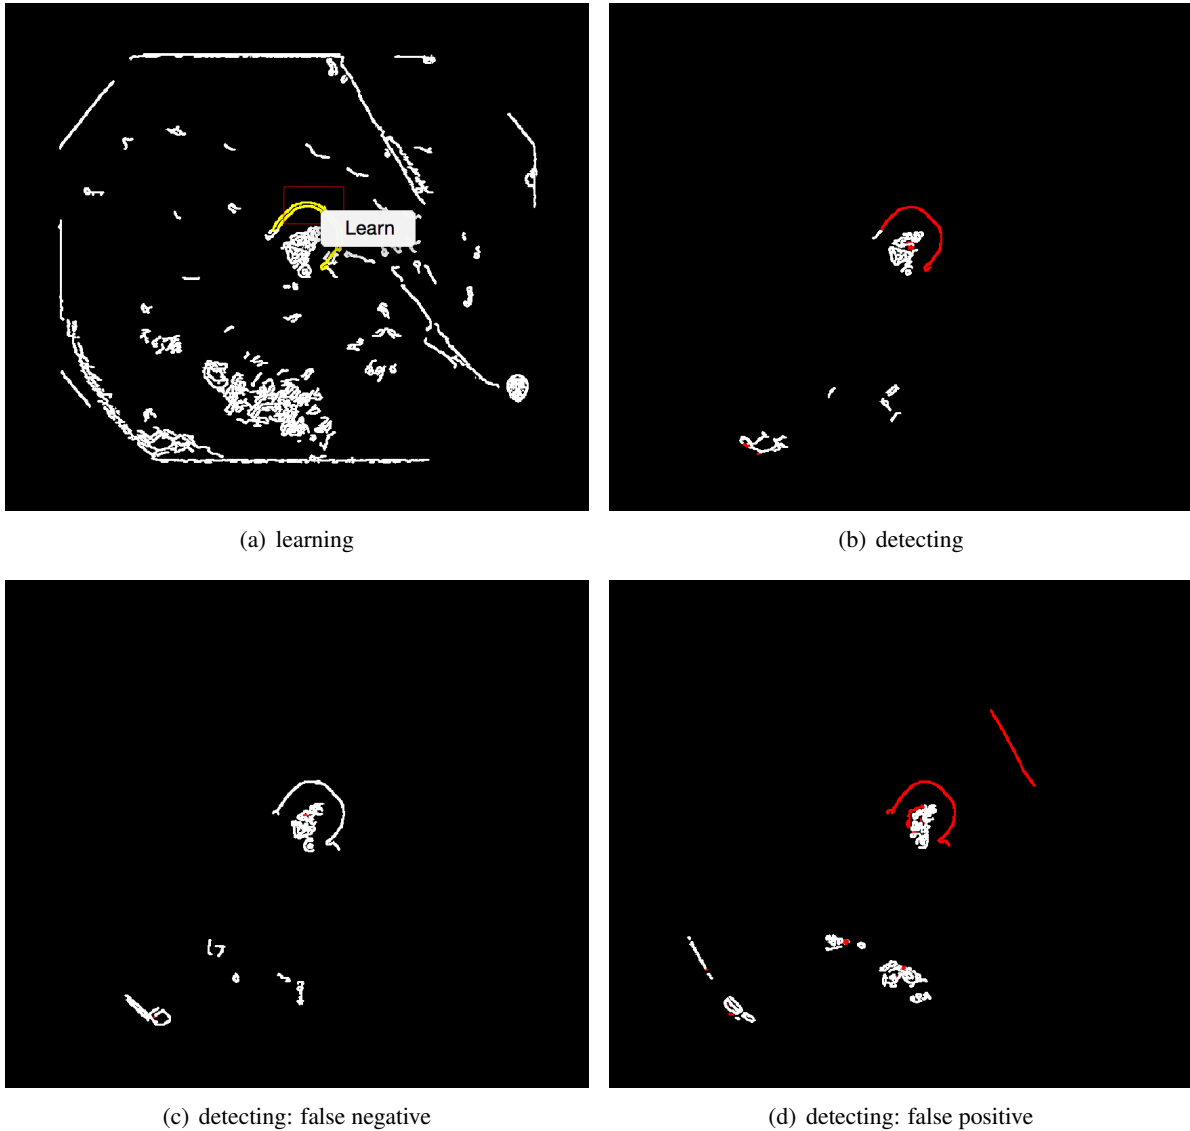 Learn
(a) learning
(b) detecting
(c) detecting: false negative
(d) detecting: false positive